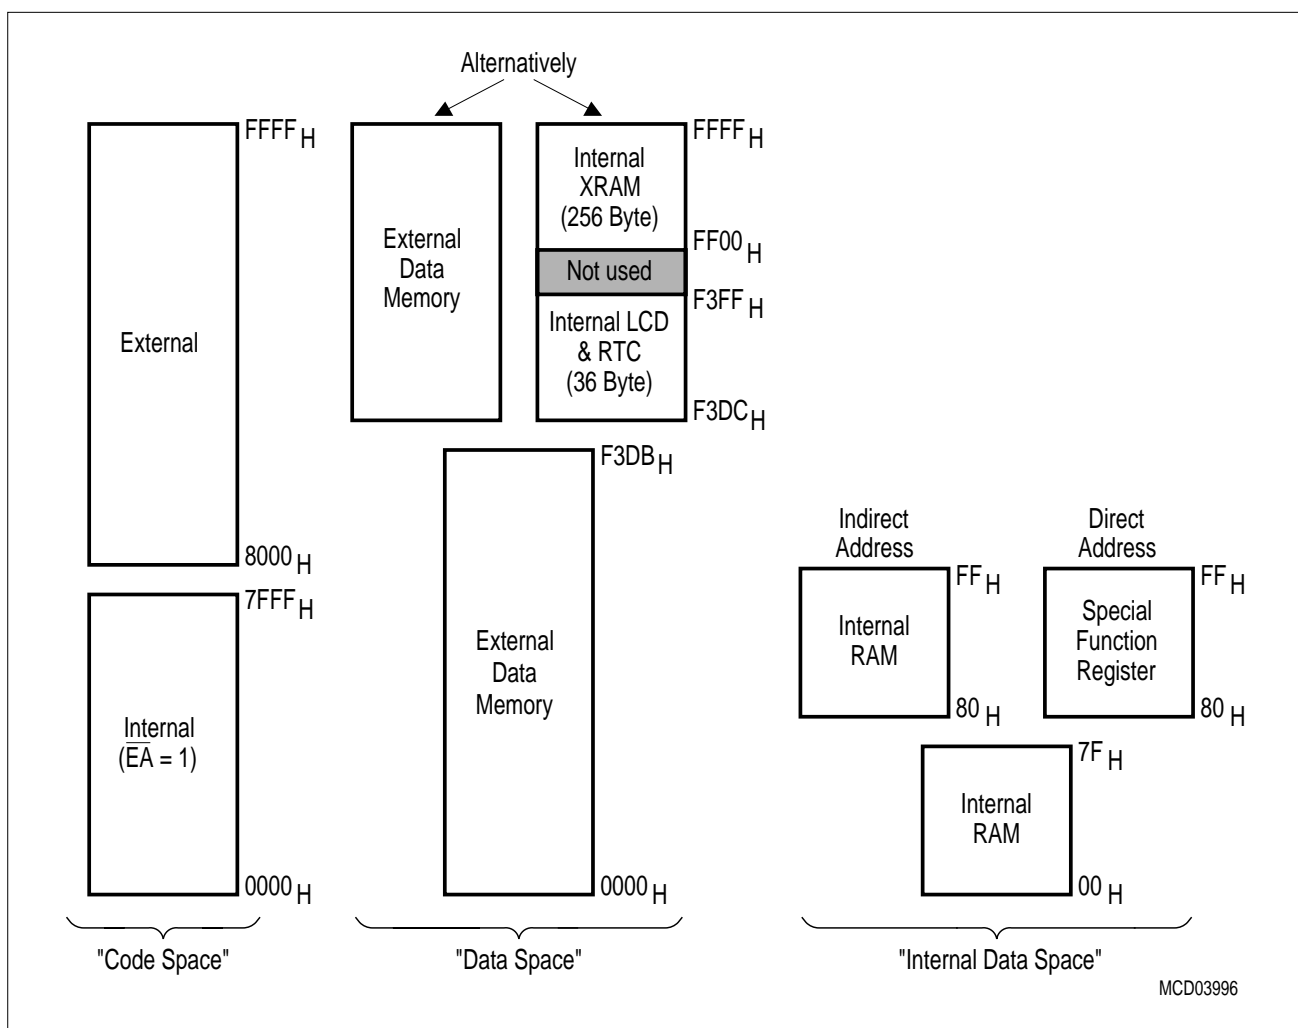 Alternatively
FFFF H
External
8000 H
7FFF H
Internal
(EA = 1)
0000 H
"Code Space"
External
Data
Memory
FFFF H
Internal
XRAM
(256 Byte)
FF00 H
Not used
F3FF H
Internal LCD
& RTC
(36 Byte)
F3DC H
F3DB H
External
Data
Memory
0000 H
"Data Space"
Indirect
Address
FF H
Internal
RAM
80 H
Direct
Address
FF H
Special
Function
Register
80 H
7F H
Internal
RAM
00 H
"Internal Data Space"
MCD03996